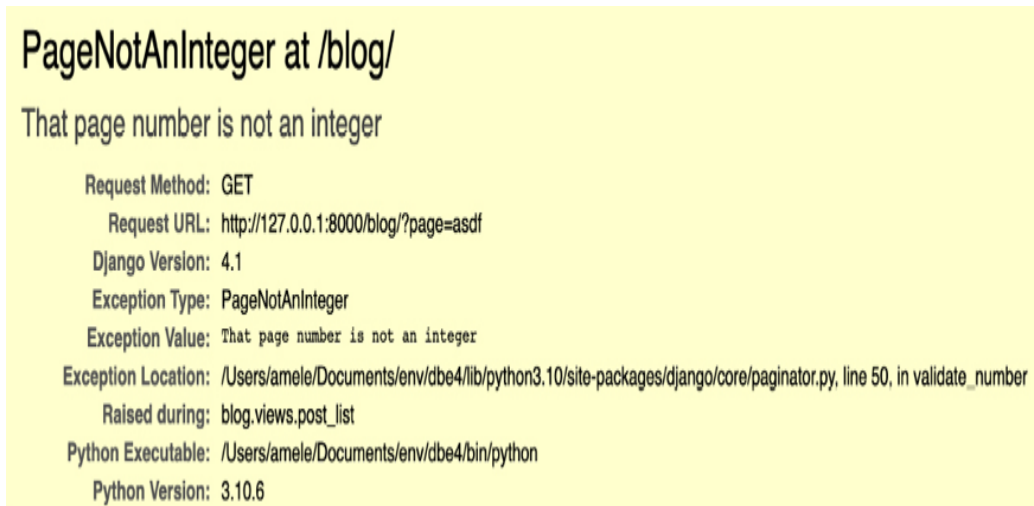 PageNotAnInteger at /blog/
That page number is not an integer
Request Method: GET
Request URL: http://127.0.0.1:8000/blog/?page=asdf
Django Version: 4.1
Exception Type: PageNotAnInteger
Exception Value: That page number is not an integer
Exception Location: /Users/amele/Documents/env/dbe4/lib/python3.10/site-packages/django/core/paginator.py, line 50, in validate_number
Raised during: blog.views.post_list
Python Executable: /Users/amele/Documents/env/dbe4/bin/python
Python Version: 3.10.6